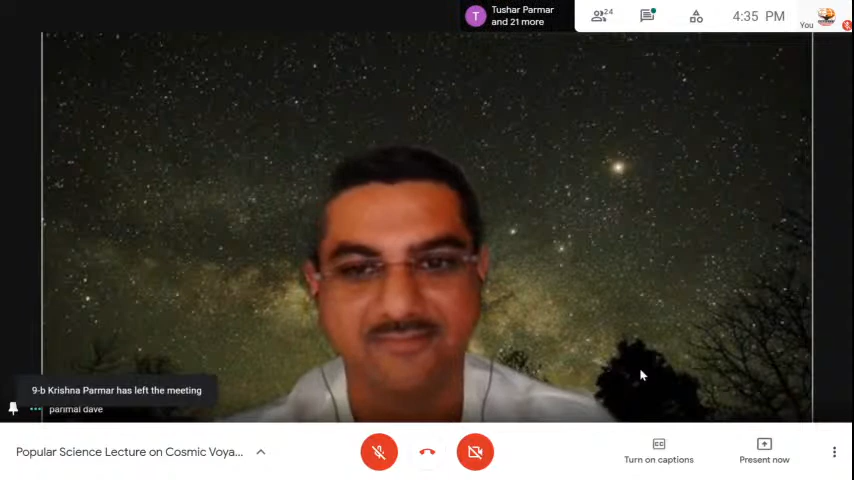 Tushar Parmar
and 21 more
T
24
4:35 PM
You
9-b Krishna Parmar has left the meeting
parimal dave
Popular Science Lecture on Cosmic Voya...
CC
Turn on captions
Present now